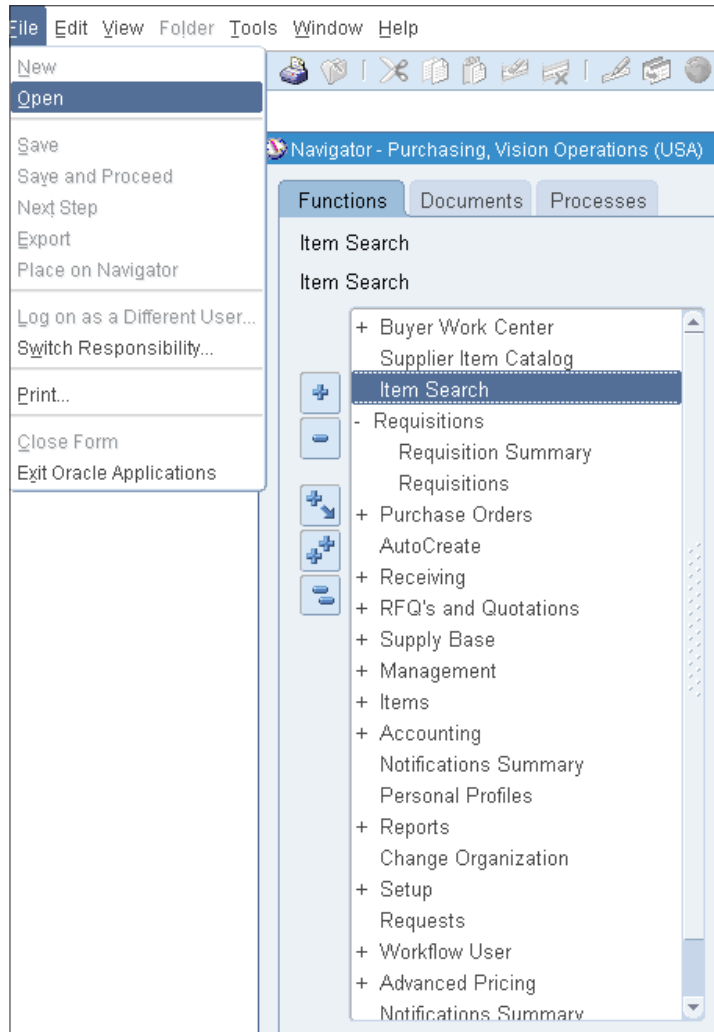 File Edit View Folder Tools Window Help
New
Open
Save
Save and Proceed
Next Step
Export
Place on Navigator
Log on as a Different User...
Switch Responsibility...
Print...
Close Form
Exit Oracle Applications
Navigator - Purchasing, Vision Operations (USA)
Functions Documents Processes
Item Search
Item Search
+ Buyer Work Center
Supplier Item Catalog
Item Search
- Requisitions
Requisition Summary
Requisitions
+ Purchase Orders
AutoCreate
+ Receiving
+ RFQ's and Quotations
+ Supply Base
+ Management
+ Items
+ Accounting
Notifications Summary
Personal Profiles
+ Reports
Change Organization
+ Setup
Requests
+ Workflow User
+ Advanced Pricing
Notifications Summary